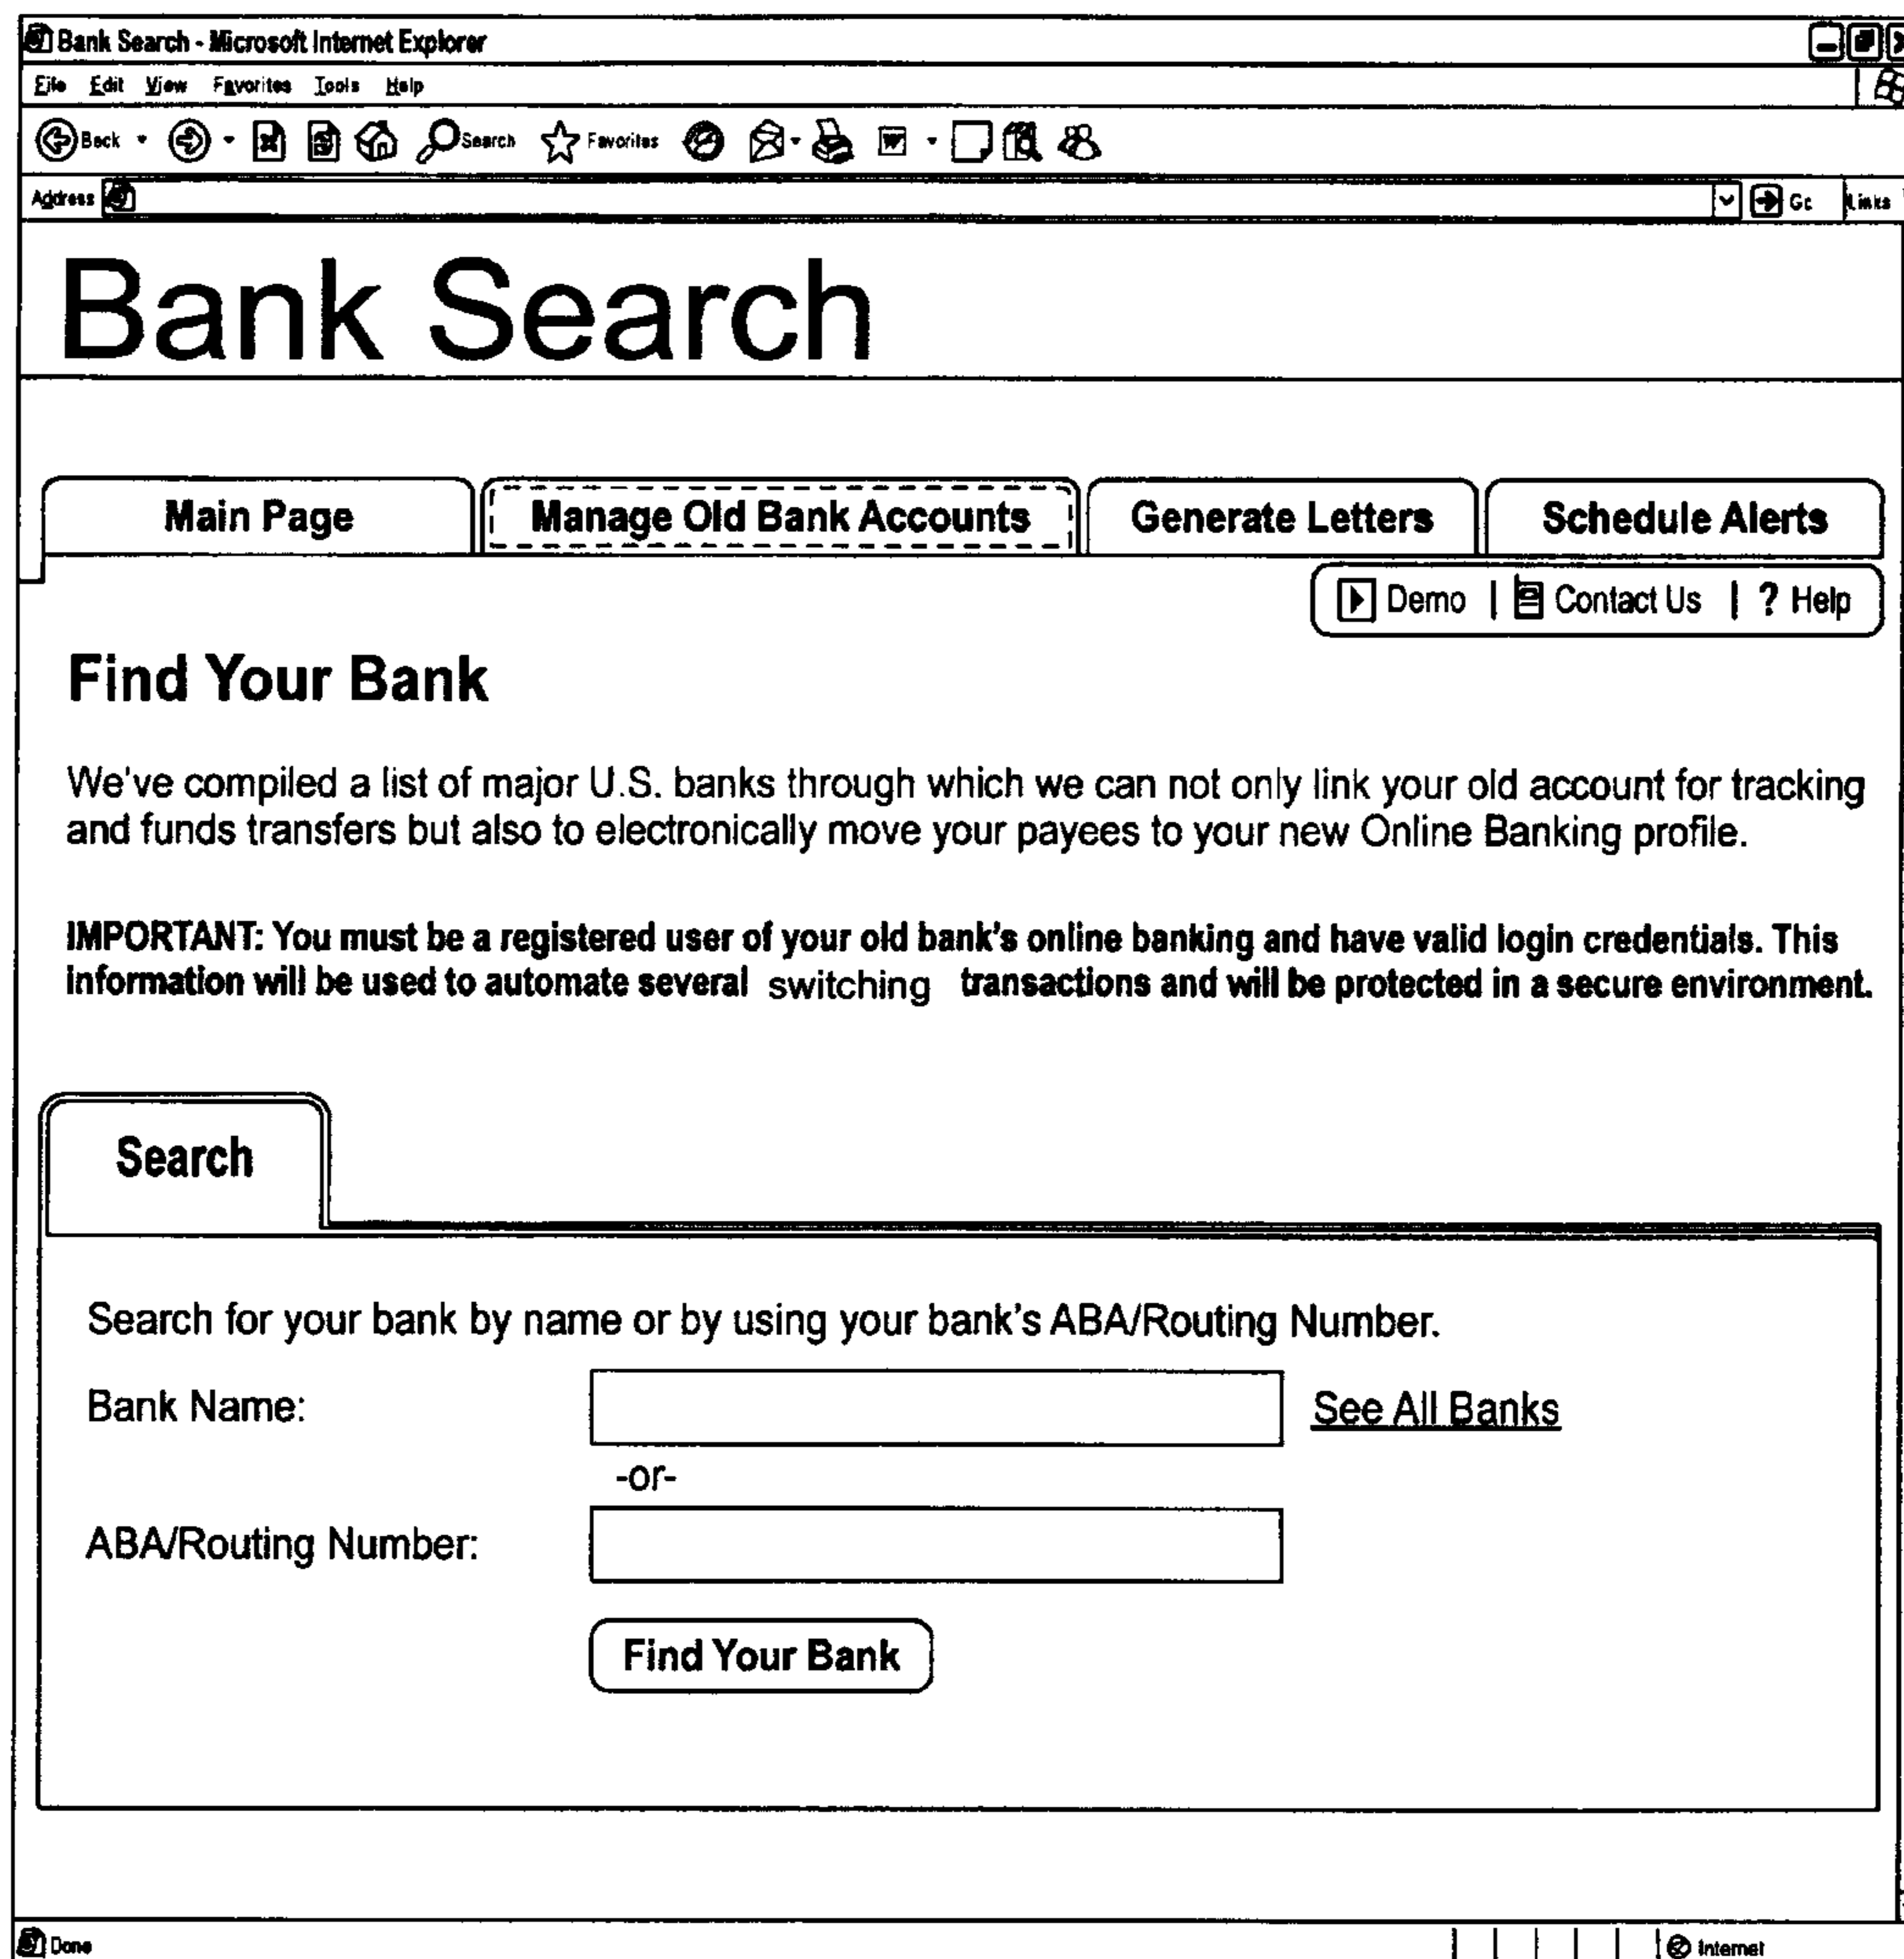 Bank Search - Microsoft Internet Explorer
File Edit View Favorites Tools Help
Back Search Favorites W
Address Go Links
Bank Search
Main Page Manage Old Bank Accounts Generate Letters Schedule Alerts
Demo | Contact Us | ? Help
Find Your Bank
We've compiled a list of major U.S. banks through which we can not only link your old account for tracking
and funds transfers but also to electronically move your payees to your new Online Banking profile.
IMPORTANT: You must be a registered user of your old bank's online banking and have valid login credentials. This
information will be used to automate several switching transactions and will be protected in a secure environment.
Search
Search for your bank by name or by using your bank's ABA/Routing Number.
Bank Name: See All Banks
-or-
ABA/Routing Number:
Find Your Bank
Done Internet